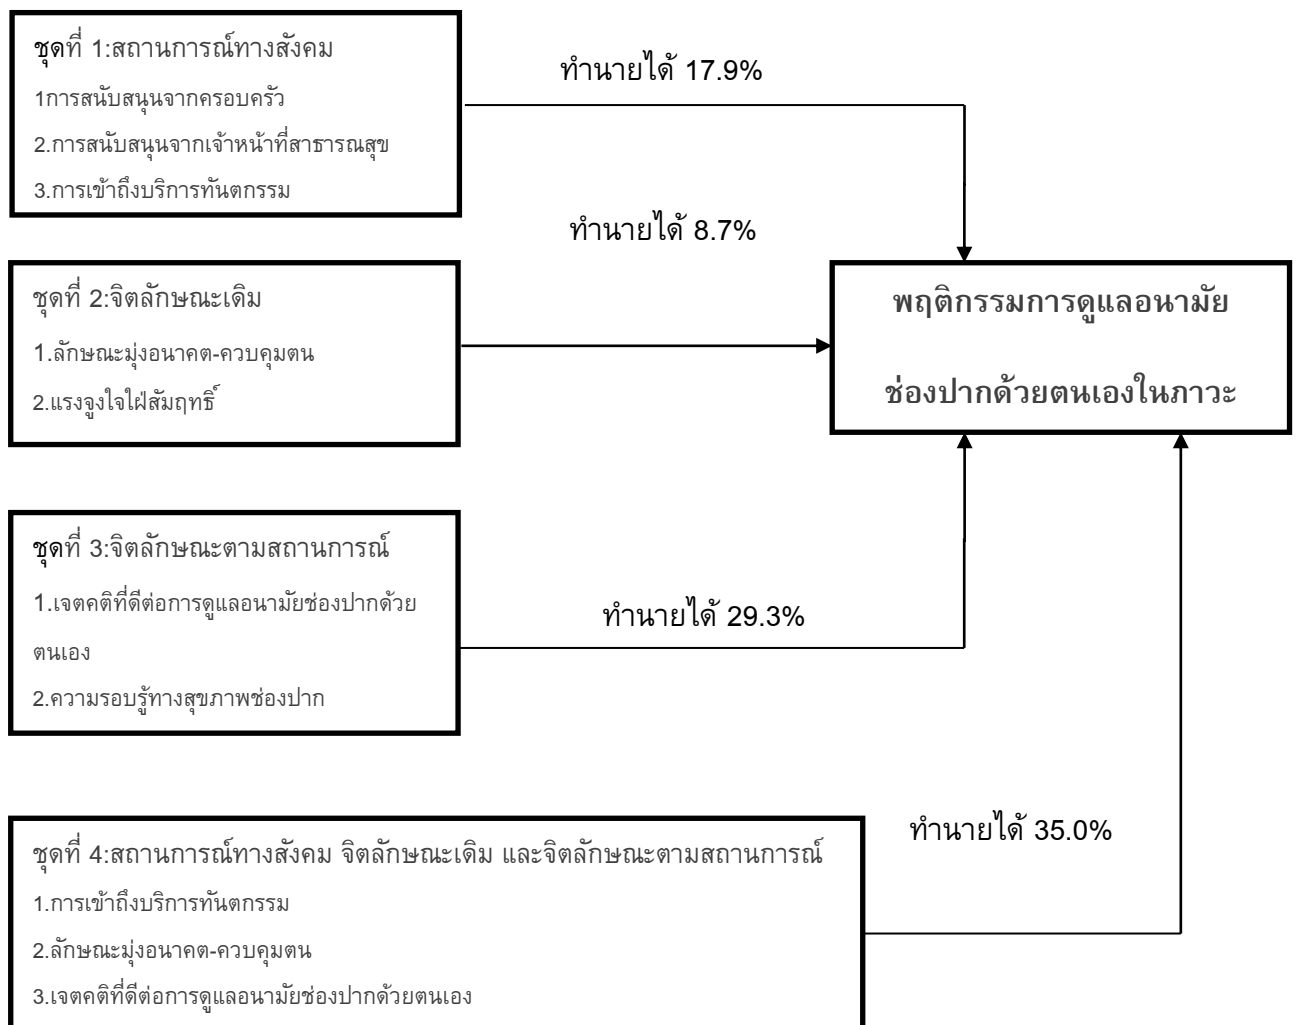 ชุดที่ 1:สถานการณ์ทางสังคม
1การสนับสนุนจากครอบครัว
2.การสนับสนุนจากเจ้าหน้าที่สาธารณสุข
3.การเข้าถึงบริการทันตกรรม
ทำนายได้ 17.9%
ทำนายได้ 8.7%
ชุดที่ 2:จิตลักษณะเดิม
1.ลักษณะมุ่งอนาคต-ควบคุมตน
2.แรงจูงใจใฝ่สัมฤทธิ์
พฤติกรรมการดูแลอนามัย
ช่องปากด้วยตนเองในภาวะ
ชุดที่ 3:จิตลักษณะตามสถานการณ์
1.เจตคติที่ดีต่อการดูแลอนามัยช่องปากด้วย
ตนเอง
2.ความรอบรู้ทางสุขภาพช่องปาก
ทำนายได้ 29.3%
ทำนายได้ 35.0%
ชุดที่ 4:สถานการณ์ทางสังคม จิตลักษณะเดิม และจิตลักษณะตามสถานการณ์
1.การเข้าถึงบริการทันตกรรม
2.ลักษณะมุ่งอนาคต-ควบคุมตน
3.เจตคติที่ดีต่อการดูแลอนามัยช่องปากด้วยตนเอง